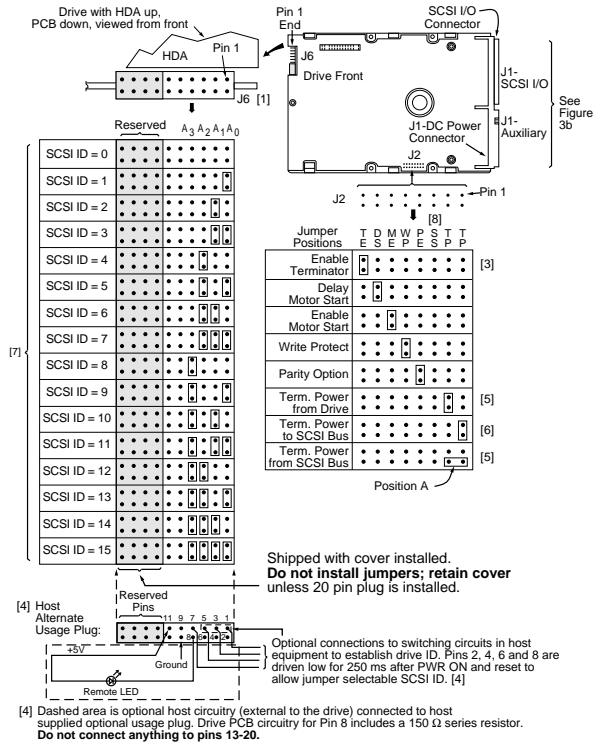 Drive with HDA up,
PCB down, viewed from front
HDA
Pin 1
J6 [1]
Pin 1
End
J6
Drive Front
SCSI I/O
Connector
J1-
SCSI I/O
J1-DC Power
Connector
J1-
Auxiliary
See
Figure
3b
J2
J2
Pin 1
[8]
Reserved A3 A2 A1 A0
[7]
SCSI ID = 0
SCSI ID = 1
SCSI ID = 2
SCSI ID = 3
SCSI ID = 4
SCSI ID = 5
SCSI ID = 6
SCSI ID = 7
SCSI ID = 8
SCSI ID = 9
SCSI ID = 10
SCSI ID = 11
SCSI ID = 12
SCSI ID = 13
SCSI ID = 14
SCSI ID = 15
Jumper
Positions
T D M W P S T T
E S E P E S P P
Enable
Terminator
[3]
Delay
Motor Start
Enable
Motor Start
Write Protect
Parity Option
Term. Power
from Drive
[5]
Term. Power
to SCSI Bus
[6]
Term. Power
from SCSI Bus
[5]
Position A
Shipped with cover installed.
Do not install jumpers; retain cover
unless 20 pin plug is installed.
[4] Host
Alternate
Usage Plug:
Reserved
Pins
11 9 7 5 3 1
8 6 4 2
+5V
Ground
Remote LED
Optional connections to switching circuits in host
equipment to establish drive ID. Pins 2, 4, 6 and 8 are
driven low for 250 ms after PWR ON and reset to
allow jumper selectable SCSI ID. [4]
[4] Dashed area is optional host circuitry (external to the drive) connected to host
supplied optional usage plug. Drive PCB circuitry for Pin 8 includes a 150 Ω series resistor.
Do not connect anything to pins 13-20.